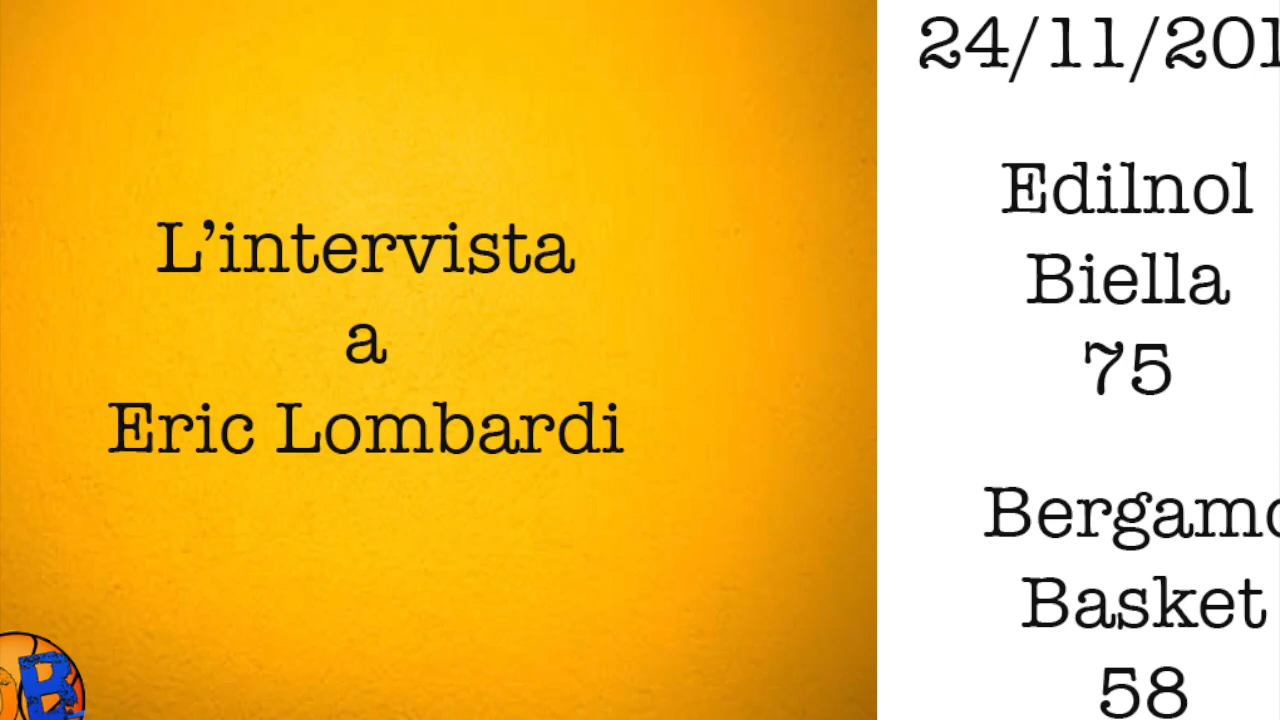 L'intervista
a
Eric Lombardi
24/11/201
Edilnol
Biella
75
Bergamo
Basket
58
B